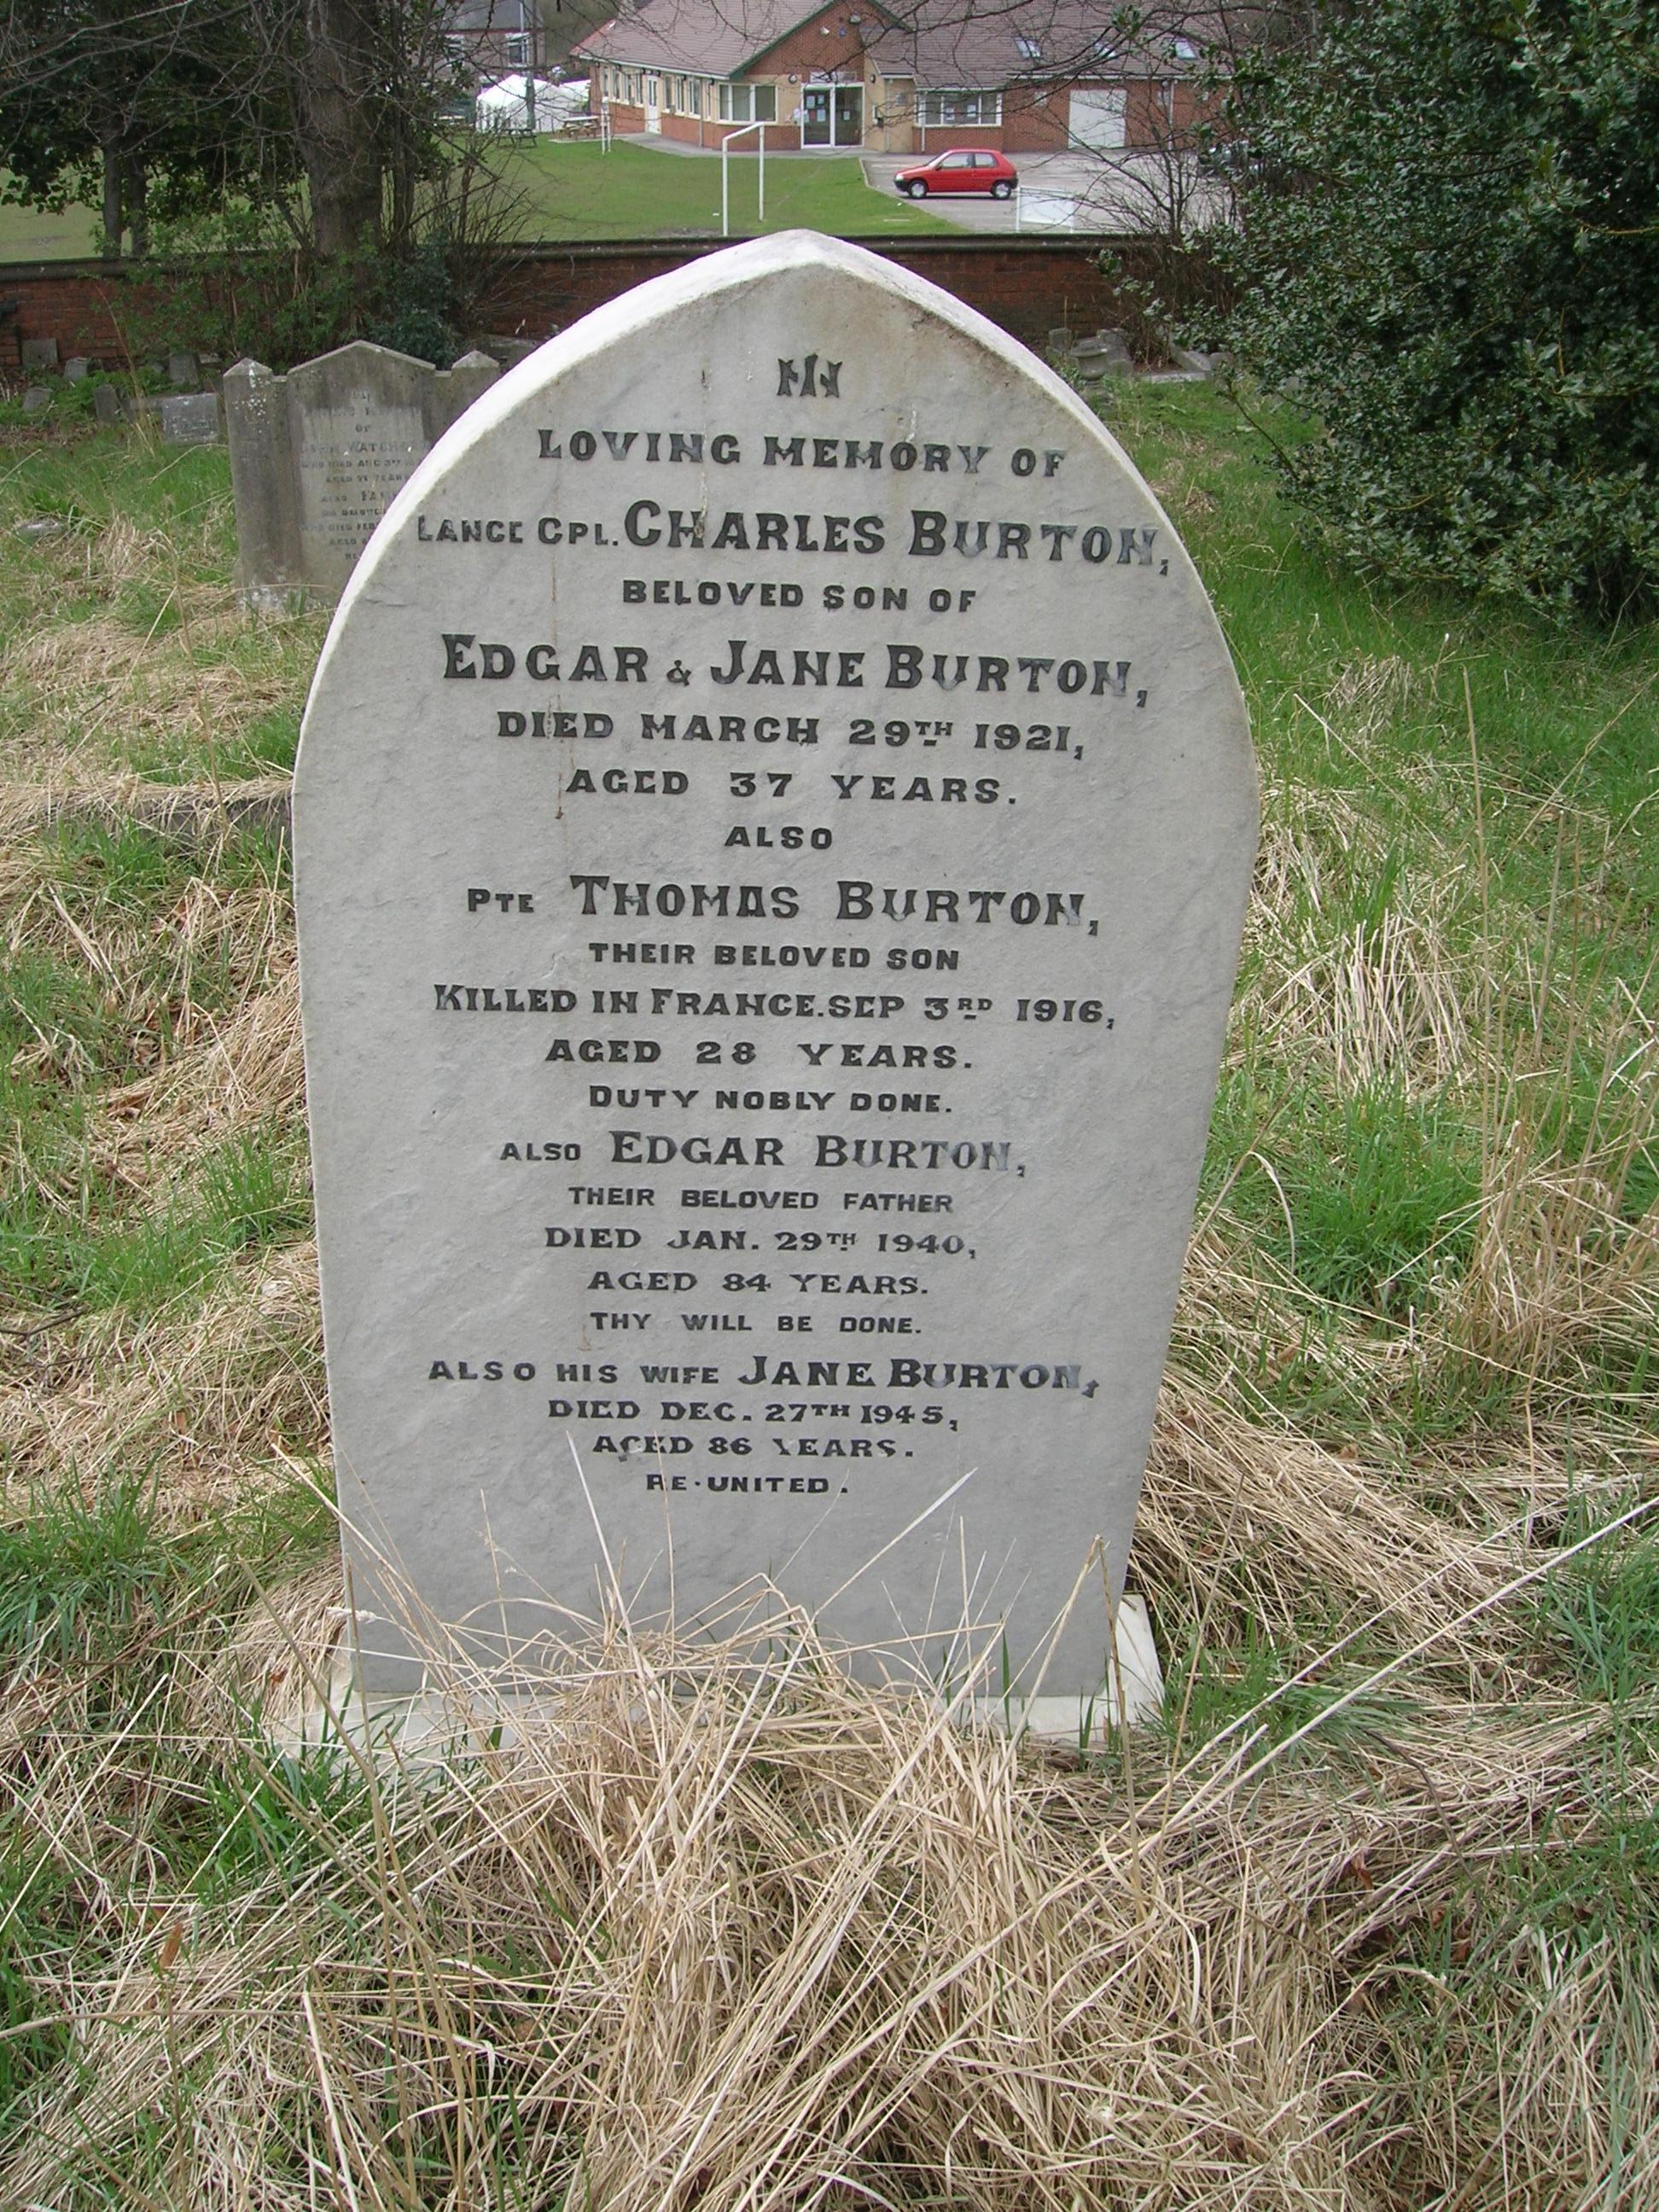 IN
LOVING MEMORY OF
LANCE CPL. CHARLES BURTON,
BELOVED SON OF
EDGAR & JANE BURTON,
DIED MARCH 29TH 1921,
AGED 37 YEARS.
ALSO
PTE THOMAS BURTON,
THEIR BELOVED SON
KILLED IN FRANCE. SEP 3RD 1916,
AGED 28 YEARS.
DUTY NOBLY DONE.
ALSO EDGAR BURTON,
THEIR BELOVED FATHER
DIED JAN. 29TH 1940,
AGED 84 YEARS.
THY WILL BE DONE.
ALSO HIS WIFE JANE BURTON,
DIED DEC. 27TH 1945,
AGED 86 YEARS.
RE-UNITED.
OF
ALSO